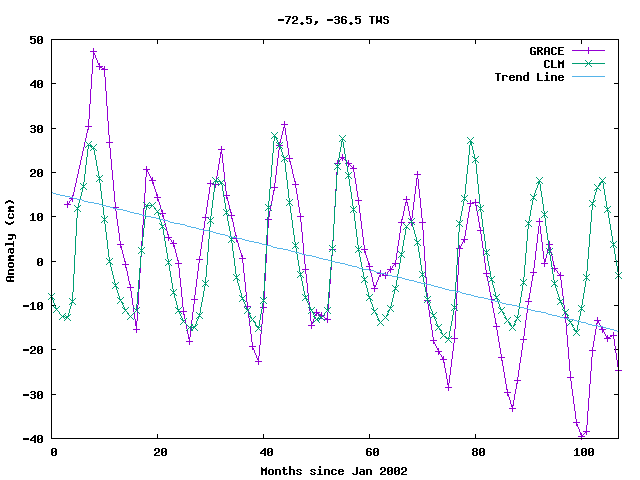 -72.5, -36.5 TWS
GRACE
CLM
Trend Line
50
40
30
20
10
0
-10
-20
-30
-40
Anomaly (cm)
0 20 40 60 80 100
Months since Jan 2002